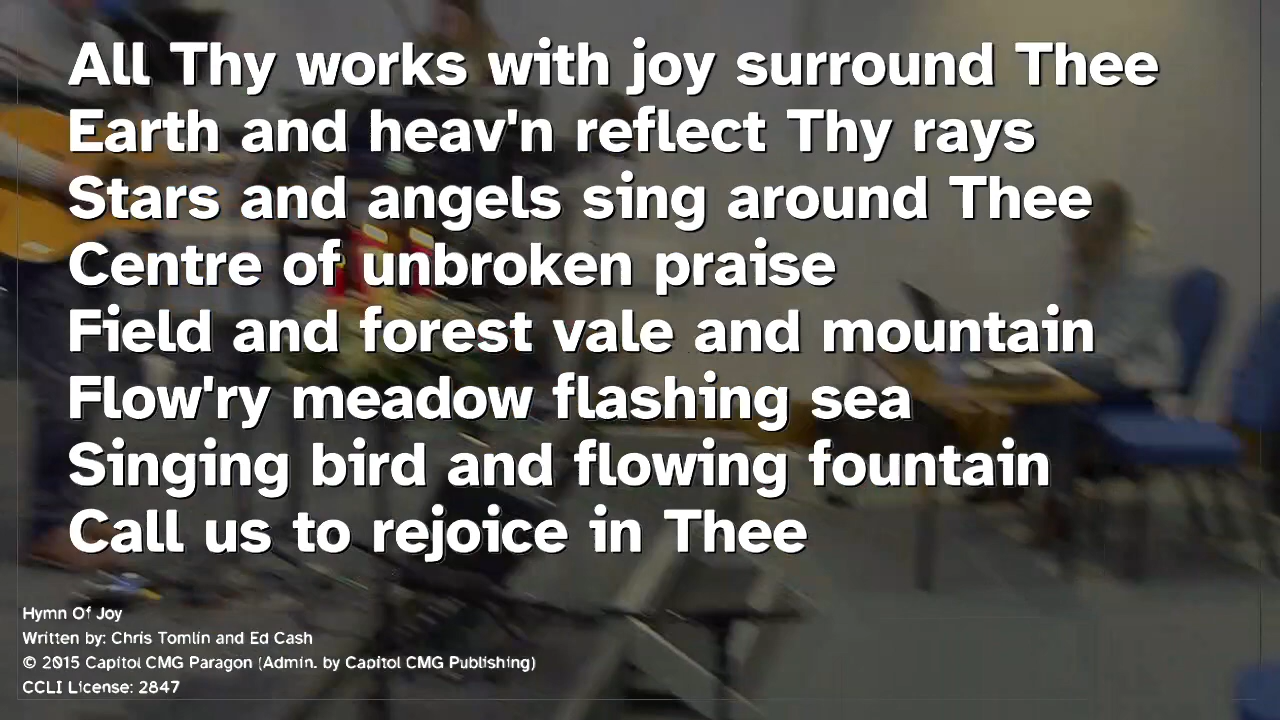 All Thy works with joy surround Thee
Earth and heav'n reflect Thy rays
Stars and angels sing around Thee
Centre of unbroken praise
Field and forest vale and mountain
Flow'ry meadow flashing sea
Singing bird and flowing fountain
Call us to rejoice in Thee
Hymn Of Joy
Written by: Chris Tomlin and Ed Cash
© 2015 Capitol CMG Paragon (Admin. by Capitol CMG Publishing)
CCLI License: 2847